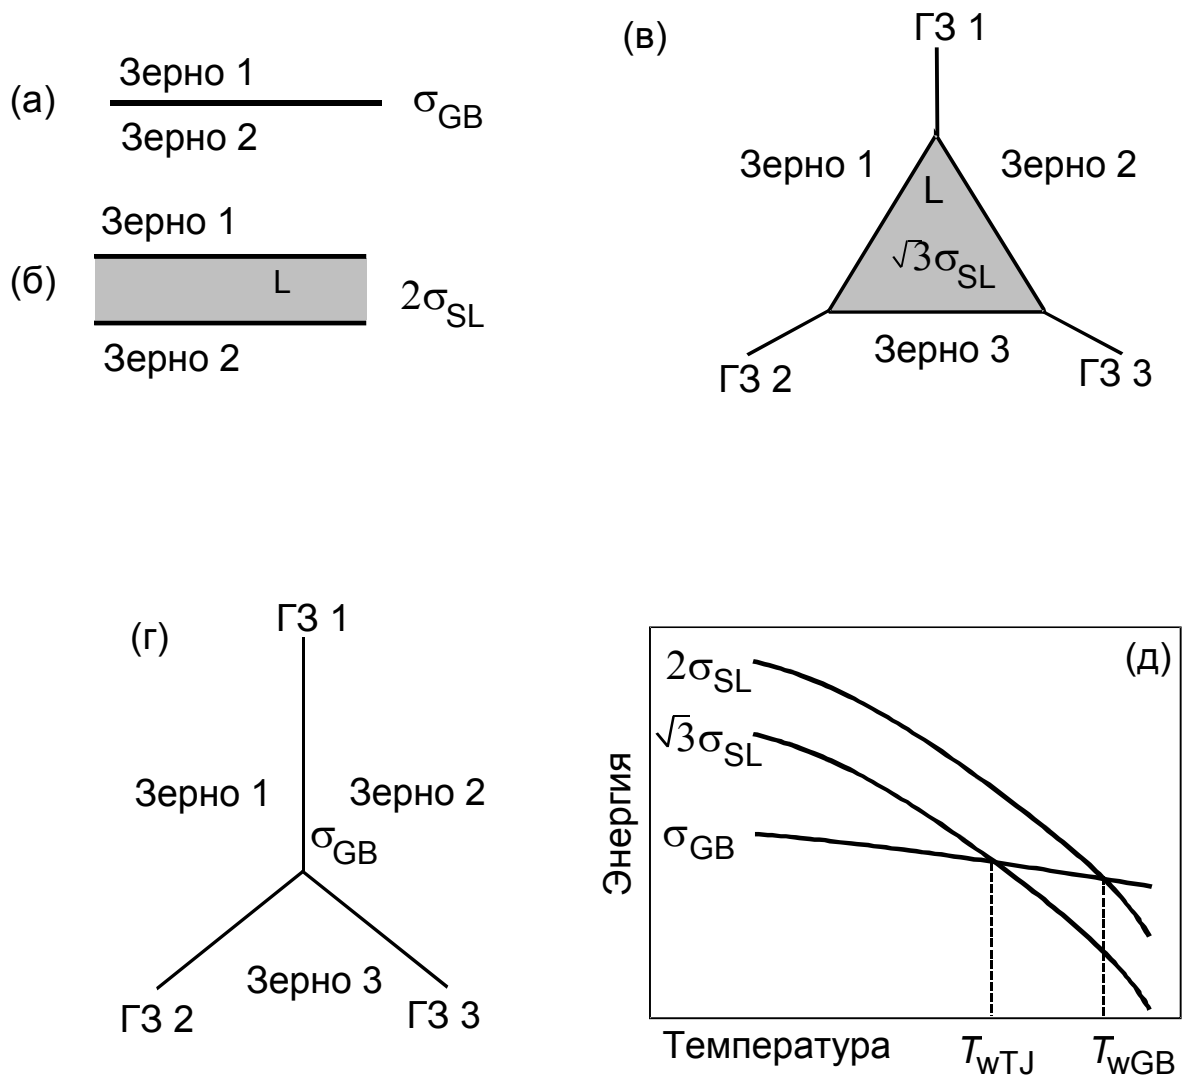 (а)
Зерно 1
Зерно 2
σGB
(б)
Зерно 1
L
Зерно 2
2σSL
(в)
ГЗ 1
Зерно 1
Зерно 2
L
√3σSL
Зерно 3
ГЗ 2
ГЗ 3
(г)
ГЗ 1
Зерно 1
Зерно 2
σGB
Зерно 3
ГЗ 2
ГЗ 3
(д)
2σSL
√3σSL
σGB
Энергия
Температура
TwTJ
TwGB